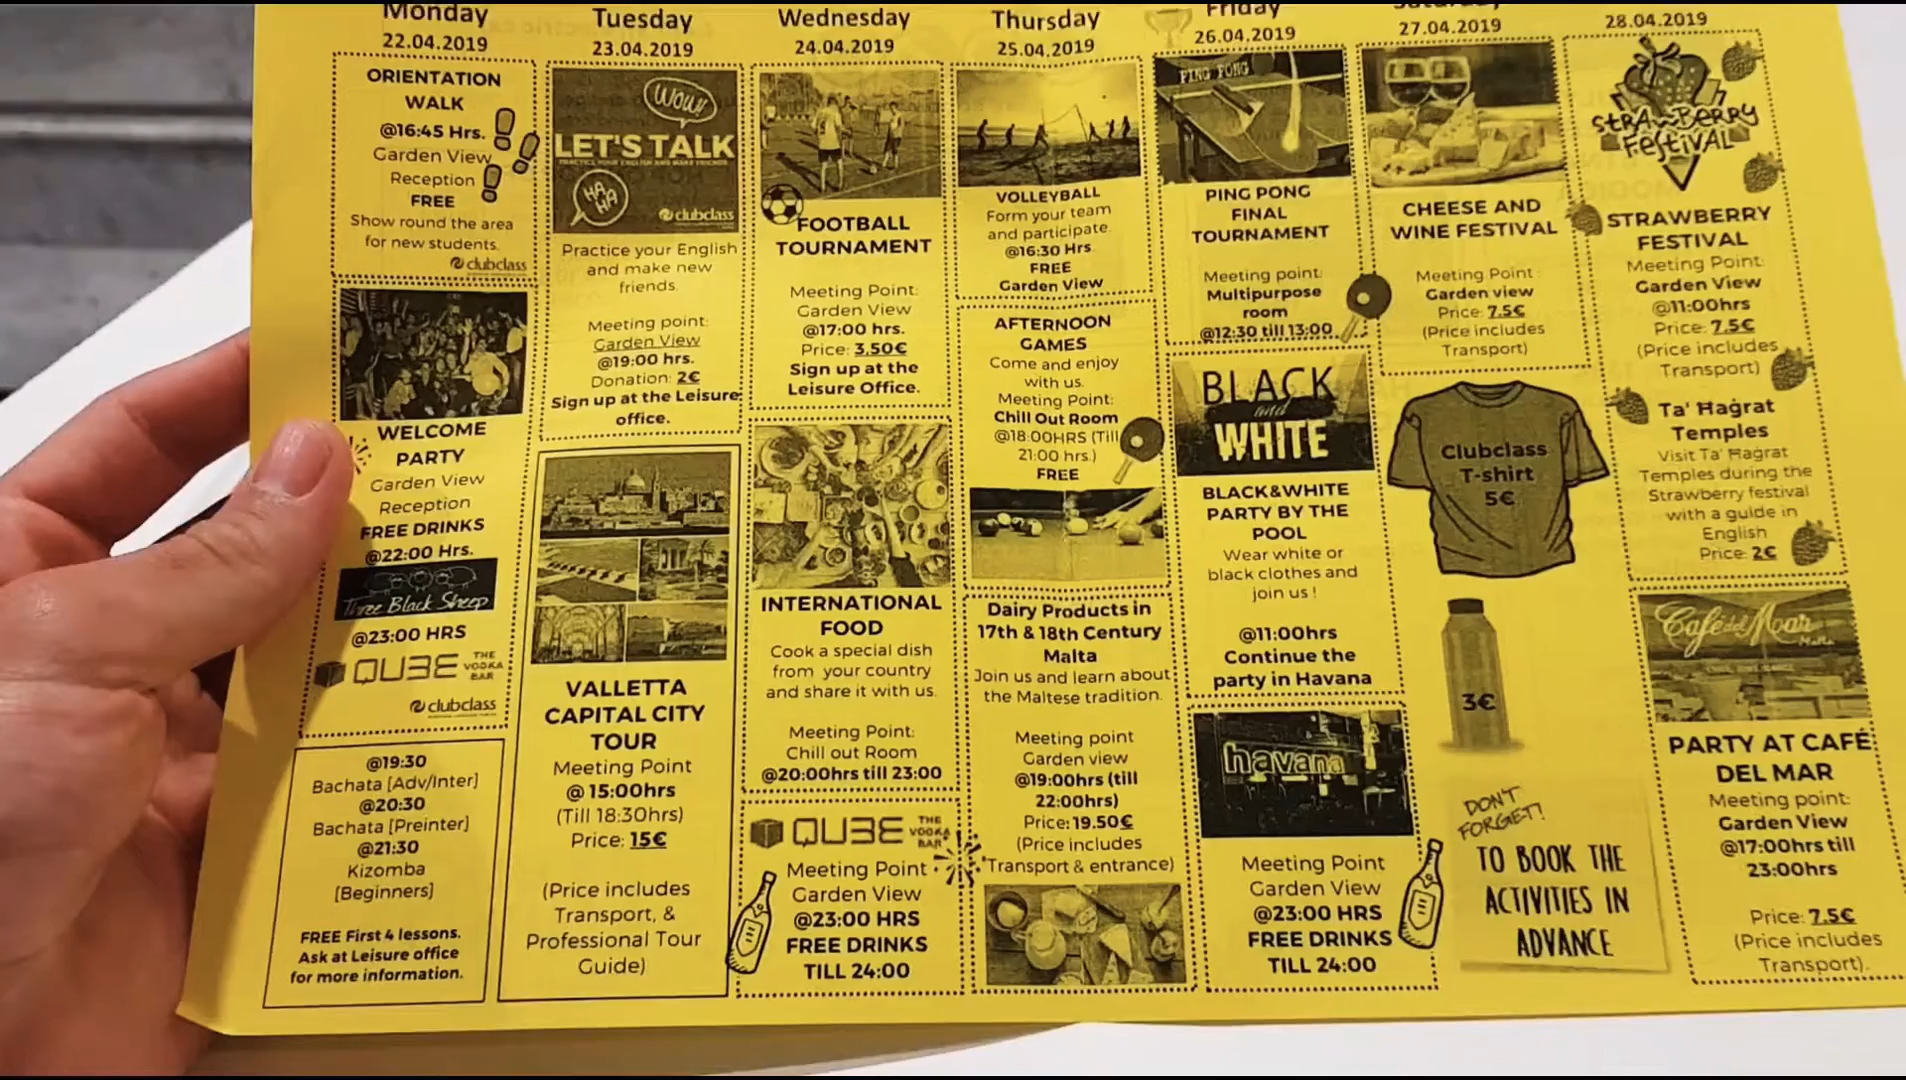 Monday
22.04.2019
ORIENTATION
WALK
@16:45 Hrs.
Garden View
Reception
FREE
Show round the area
for new students.
clubclass
WELCOME
PARTY
Garden View
Reception
FREE DRINKS
@22:00 Hrs.
Three Black Sheep
@23:00 HRS
QUBE THE VODKA BAR
clubclass
@19:30
Bachata [Adv/Inter]
@20:30
Bachata [Preinter]
@21:30
Kizomba
[Beginners]
FREE First 4 lessons.
Ask at Leisure office
for more information.
Tuesday
23.04.2019
WOW!!
LET'S TALK
PRACTICE YOUR ENGLISH AND MAKE FRIENDS
HA
HA
clubclass
Practice your English
and make new
friends.
Meeting point:
Garden View
@19:00 hrs.
Donation: 2€
Sign up at the Leisure
office.
VALLETTA
CAPITAL CITY
TOUR
Meeting Point
@ 15:00hrs
(Till 18:30hrs)
Price: 15€
(Price includes
Transport, &
Professional Tour
Guide)
Wednesday
24.04.2019
FOOTBALL
TOURNAMENT
Meeting Point:
Garden View
@17:00 hrs.
Price: 3.50€
Sign up at the
Leisure Office.
INTERNATIONAL
FOOD
Cook a special dish
from your country
and share it with us.
Meeting Point:
Chill out Room
@20:00hrs till 23:00
QUBE THE VODKA BAR
Meeting Point
Garden View
@23:00 HRS
FREE DRINKS
TILL 24:00
Thursday
25.04.2019
VOLLEYBALL
Form your team
and participate.
@16:30 Hrs
FREE
Garden View
AFTERNOON
GAMES
Come and enjoy
with us.
Meeting Point:
Chill Out Room
@18:00HRS (Till
21:00 hrs.)
FREE
Dairy Products in
17th & 18th Century
Malta
Join us and learn about
the Maltese tradition.
Meeting point
Garden view
@19:00hrs (till
22:00hrs)
Price: 19.50€
(Price includes
Transport & entrance)
Friday
26.04.2019
PING PONG
PING PONG
FINAL
TOURNAMENT
Meeting point:
Multipurpose
room
@12:30 till 13:00
BLACK
and
WHITE
BLACK&WHITE
PARTY BY THE
POOL
Wear white or
black clothes and
join us !
@11:00hrs
Continue the
party in Havana
havana
Meeting Point
Garden View
@23:00 HRS
FREE DRINKS
TILL 24:00
Saturday
27.04.2019
CHEESE AND
WINE FESTIVAL
Meeting Point :
Garden view
Price: 7.5€
(Price includes
Transport)
Clubclass
T-shirt
5€
3€
DON'T
FORGET!
TO BOOK THE
ACTIVITIES IN
ADVANCE
28.04.2019
STRAWBERRY
FESTIVAL
STRAWBERRY
FESTIVAL
Meeting Point:
Garden View
@11:00hrs
Price: 7.5€
(Price includes
Transport)
Ta' Ħaġrat
Temples
Visit Ta' Ħaġrat
Temples during the
Strawberry festival
with a guide in
English
Price: 2€
Café del Mar
Malta
PARTY AT CAFÉ
DEL MAR
Meeting point:
Garden View
@17:00hrs till
23:00hrs
Price: 7.5€
(Price includes
Transport).